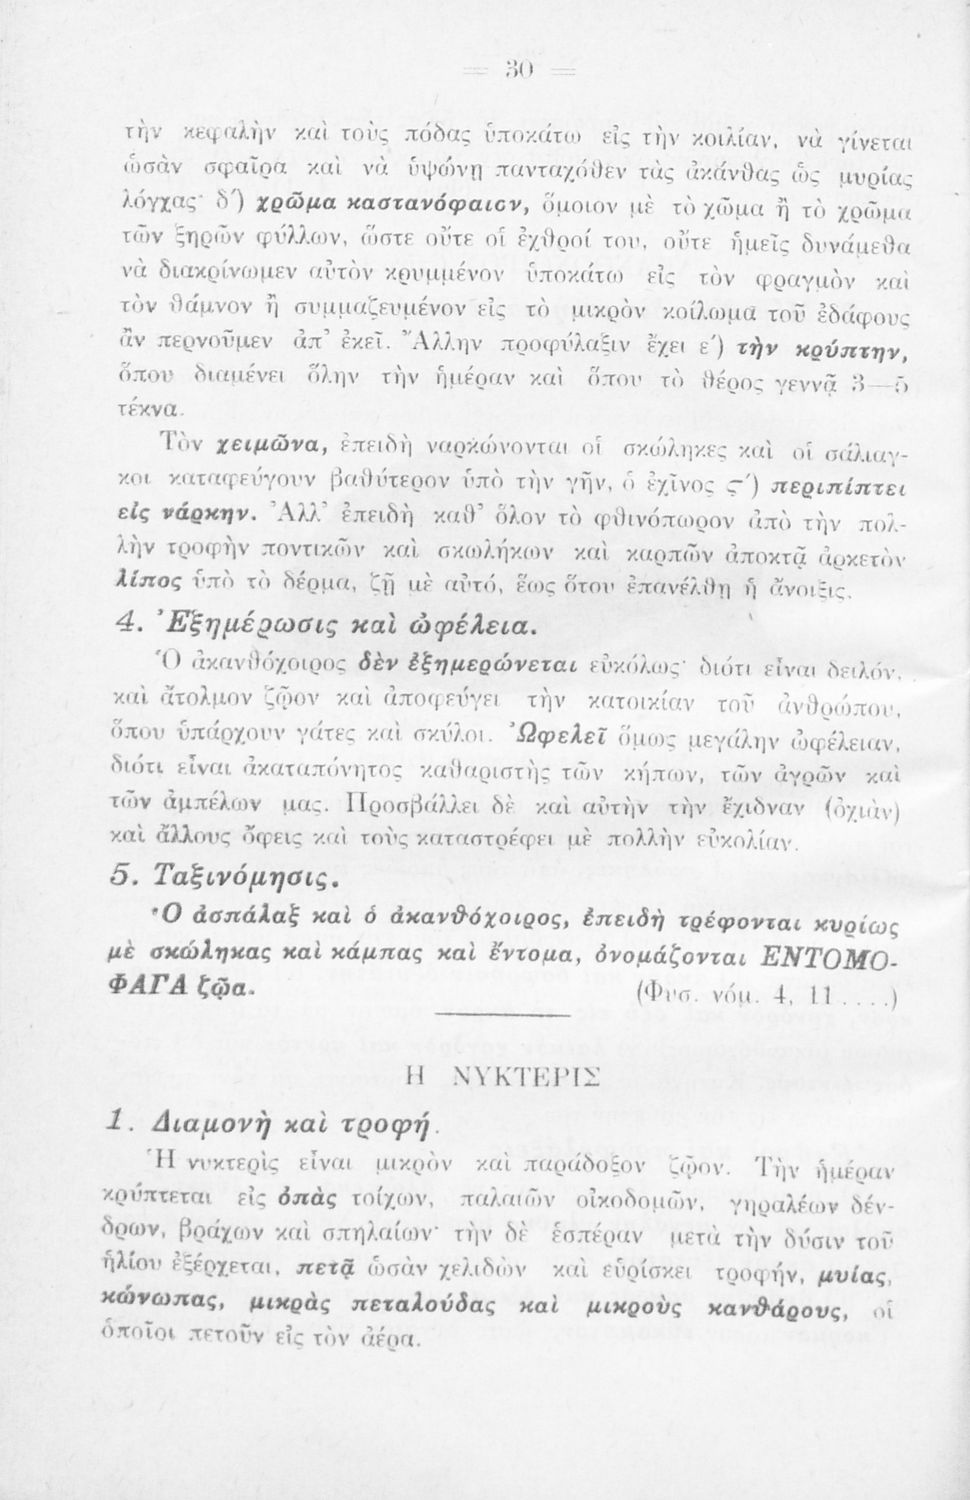 = 30 =
τὴν κεφαλὴν καὶ τοὺς πόδας ὑποκάτω εἰς τὴν κοιλίαν, νὰ γίνεται
ὡσὰν σφαῖρα καὶ νὰ ὑψώνῃ πανταχόθεν τὰς ἀκάνθας ὡς μυρίας
λόγχας· δ΄) χρῶμα καστανόφαιον, ὅμοιον μὲ τὸ χῶμα ἢ τὸ χρῶμα
τῶν ξηρῶν φύλλων, ὥστε οὔτε οἱ ἐχθροί του, οὔτε ἡμεῖς δυνάμεθα
νὰ διακρίνωμεν αὐτὸν κρυμμένον ὑποκάτω εἰς τὸν φραγμὸν καὶ
τὸν θάμνον ἢ συμμαζευμένον εἰς τὸ μικρὸν κοίλωμα τοῦ ἐδάφους
ἂν περνοῦμεν ἀπ' ἐκεῖ. Ἄλλην προφύλαξιν ἔχει ε΄) τὴν κρύπτην,
ὅπου διαμένει ὅλην τὴν ἡμέραν καὶ ὅπου τὸ θέρος γεννᾷ 3—5
τέκνα.
Τὸν χειμῶνα, ἐπειδὴ ναρκώνονται οἱ σκώληκες καὶ οἱ σάλιαγ-
κοι καταφεύγουν βαθύτερον ὑπὸ τὴν γῆν, ὁ ἐχῖνος ς΄) περιπίπτει
εἰς νάρκην. Ἀλλ' ἐπειδὴ καθ' ὅλον τὸ φθινόπωρον ἀπὸ τὴν πολ-
λὴν τροφὴν ποντικῶν καὶ σκωλήκων καὶ καρπῶν ἀποκτᾷ ἀρκετὸν
λίπος ὑπὸ τὸ δέρμα, ζῇ μὲ αὐτό, ἕως ὅτου ἐπανέλθῃ ἡ ἄνοιξις.
4. Ἐξημέρωσις καὶ ὠφέλεια.
Ὁ ἀκανθόχοιρος δὲν ἐξημερώνεται εὐκόλως· διότι εἶναι δειλόν,
καὶ ἄτολμον ζῷον καὶ ἀποφεύγει τὴν κατοικίαν τοῦ ἀνθρώπου,
ὅπου ὑπάρχουν γάτες καὶ σκύλοι. Ὠφελεῖ ὅμως μεγάλην ὠφέλειαν,
διότι εἶναι ἀκαταπόνητος καθαριστὴς τῶν κήπων, τῶν ἀγρῶν καὶ
τῶν ἀμπέλων μας. Προσβάλλει δὲ καὶ αὐτὴν τὴν ἔχιδναν (ὀχιὰν)
καὶ ἄλλους ὄφεις καὶ τοὺς καταστρέφει μὲ πολλὴν εὐκολίαν.
5. Ταξινόμησις.
Ὁ ἀσπάλαξ καὶ ὁ ἀκανθόχοιρος, ἐπειδὴ τρέφονται κυρίως
μὲ σκώληκας καὶ κάμπας καὶ ἔντομα, ὀνομάζονται ΕΝΤΟΜΟ-
ΦΑΓΑ ζῷα. (Φυσ. νόμ. 4, 11 . . . .)
Η ΝΥΚΤΕΡΙΣ
1. Διαμονὴ καὶ τροφή.
Ἡ νυκτερὶς εἶναι μικρὸν καὶ παράδοξον ζῷον. Τὴν ἡμέραν
κρύπτεται εἰς ὀπὰς τοίχων, παλαιῶν οἰκοδομῶν, γηραλέων δέν-
δρων, βράχων καὶ σπηλαίων· τὴν δὲ ἑσπέραν μετὰ τὴν δύσιν τοῦ
ἡλίου ἐξέρχεται, πετᾷ ὡσὰν χελιδὼν καὶ εὑρίσκει τροφήν, μυίας,
κώνωπας, μικρὰς πεταλούδας καὶ μικροὺς κανθάρους, οἱ
ὁποῖοι πετοῦν εἰς τὸν ἀέρα.